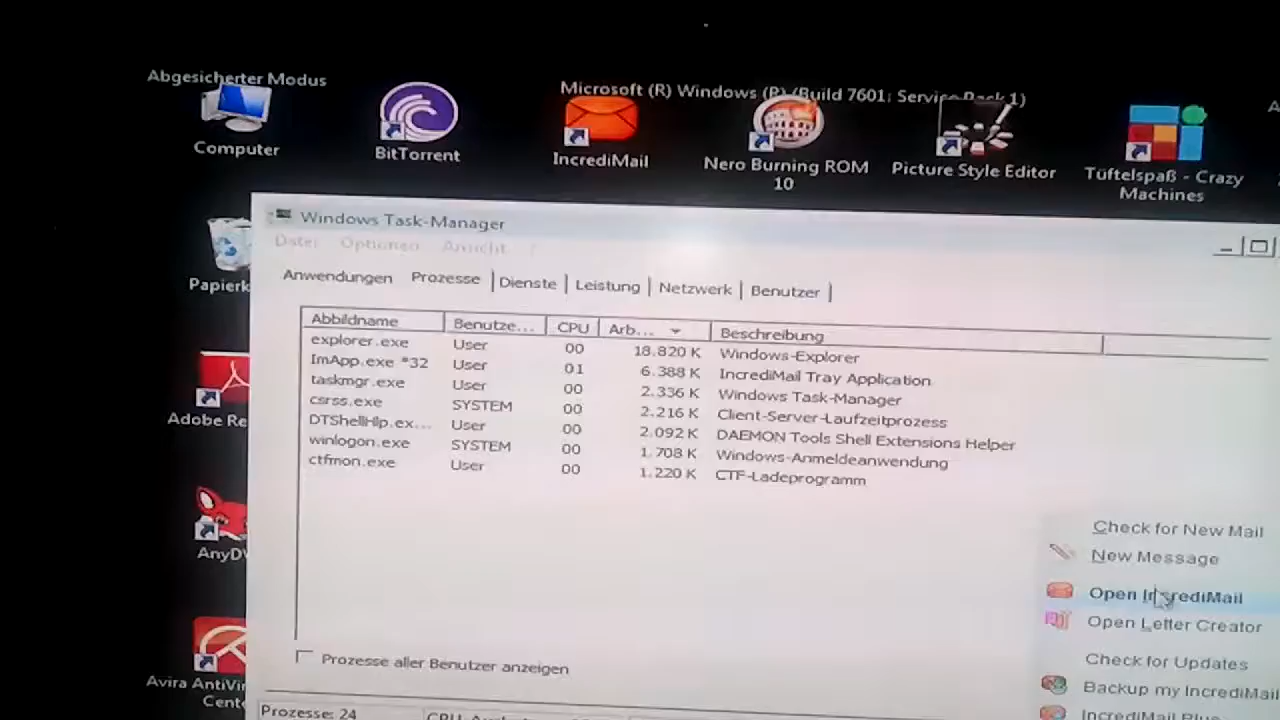 Abgesicherter Modus
Microsoft (R) Windows (R) (Build 7601: Service Pack 1)
Computer
BitTorrent
IncrediMail
Nero Burning ROM
10
Picture Style Editor
Tüftelspaß - Crazy
Machines
Papierk
Adobe Re
AnyDV
Avira AntiVir
Cent
Windows Task-Manager
Datei Optionen Ansicht ?
Anwendungen Prozesse Dienste Leistung Netzwerk Benutzer
Abbildname Benutze... CPU Arb... Beschreibung
explorer.exe User 00 18.820 K Windows-Explorer
ImApp.exe *32 User 01 6.388 K IncrediMail Tray Application
taskmgr.exe User 00 2.336 K Windows Task-Manager
csrss.exe SYSTEM 00 2.216 K Client-Server-Laufzeitprozess
DTShellHlp.ex... User 00 2.092 K DAEMON Tools Shell Extensions Helper
winlogon.exe SYSTEM 00 1.708 K Windows-Anmeldeanwendung
ctfmon.exe User 00 1.220 K CTF-Ladeprogramm
Prozesse aller Benutzer anzeigen
Prozesse: 24
Check for New Mail
New Message
Open IncrediMail
Open Letter Creator
Check for Updates
Backup my IncrediMail
IncrediMail Plus